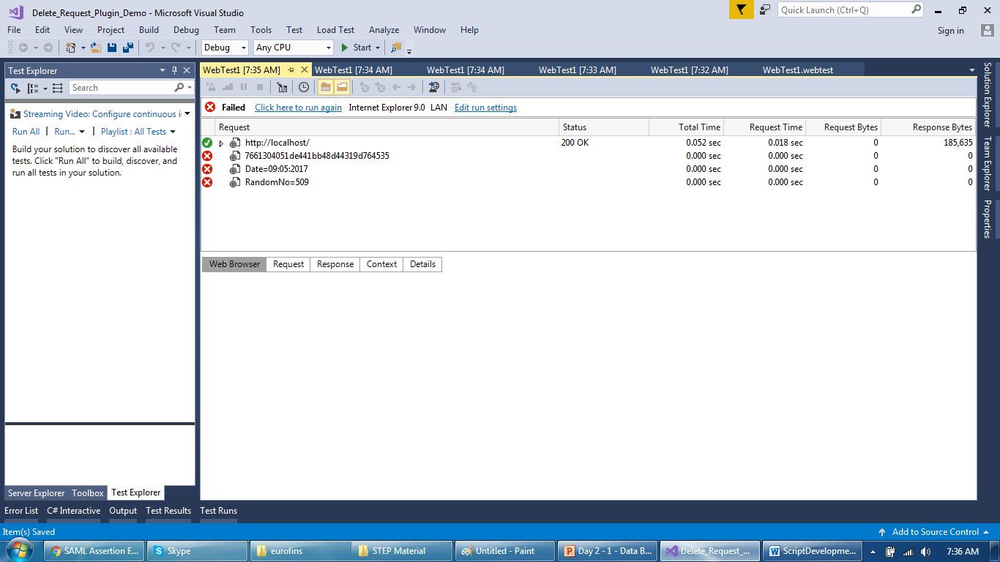 Delete_Request_Plugin_Demo - Microsoft Visual Studio
Quick Launch (Ctrl+Q)
File Edit View Project Build Debug Team Tools Test Load Test Analyze Window Help
Sign in
Debug Any CPU Start
Test Explorer
WebTest1 [7:35 AM] WebTest1 [7:34 AM] WebTest1 [7:34 AM] WebTest1 [7:33 AM] WebTest1 [7:32 AM] WebTest1.webtest
Search
Streaming Video: Configure continuous i
Run All Run... Playlist : All Tests
Build your solution to discover all available
tests. Click "Run All" to build, discover, and
run all tests in your solution.
Failed Click here to run again Internet Explorer 9.0 LAN Edit run settings
Request Status Total Time Request Time Request Bytes Response Bytes
http://localhost/ 200 OK 0.052 sec 0.018 sec 0 185,635
7661304051de441bb48d44319d764535 0.000 sec 0.000 sec 0 0
Date=09:05:2017 0.000 sec 0.000 sec 0 0
RandomNo=509 0.000 sec 0.000 sec 0 0
Web Browser Request Response Context Details
Solution Explorer
Team Explorer
Properties
Server Explorer Toolbox Test Explorer
Error List C# Interactive Output Test Results Test Runs
Item(s) Saved
Add to Source Control
SAML Assertion E... Skype eurofins STEP Material Untitled - Paint Day 2 - 1 - Data B... Delete_Request_... ScriptDevelopme... 7:36 AM